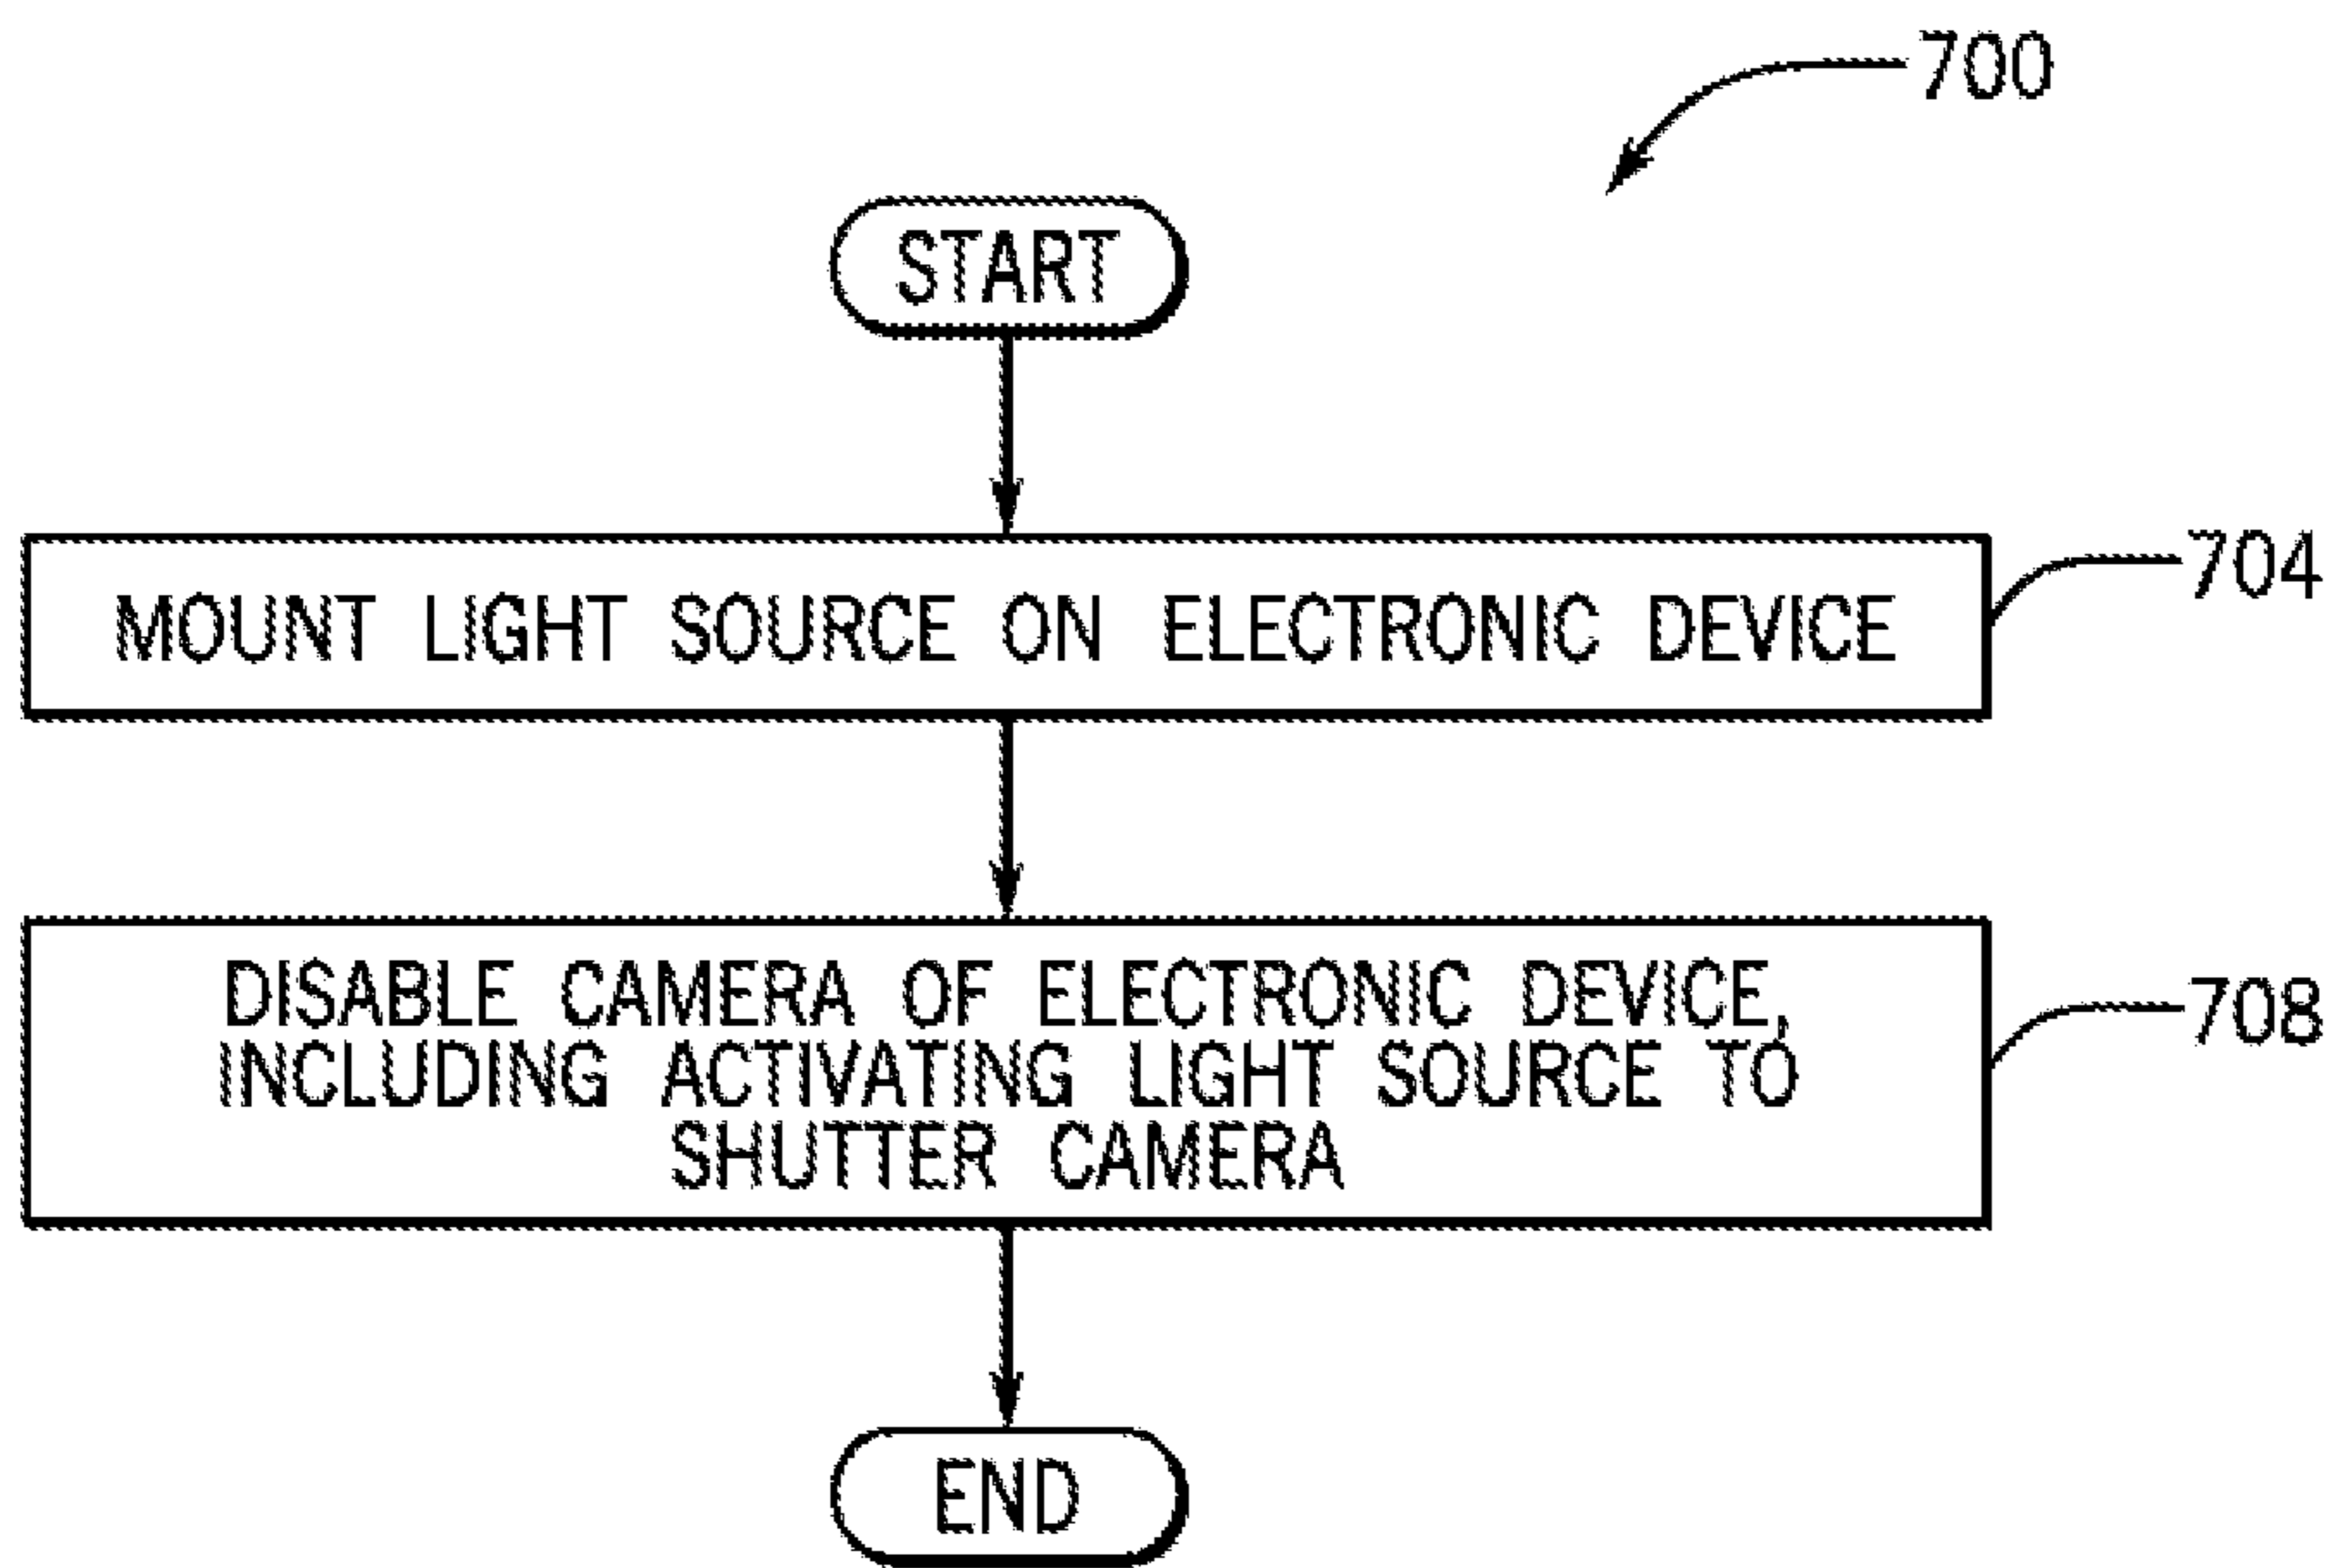 700
START
MOUNT LIGHT SOURCE ON ELECTRONIC DEVICE
704
DISABLE CAMERA OF ELECTRONIC DEVICE,
INCLUDING ACTIVATING LIGHT SOURCE TO
SHUTTER CAMERA
708
END